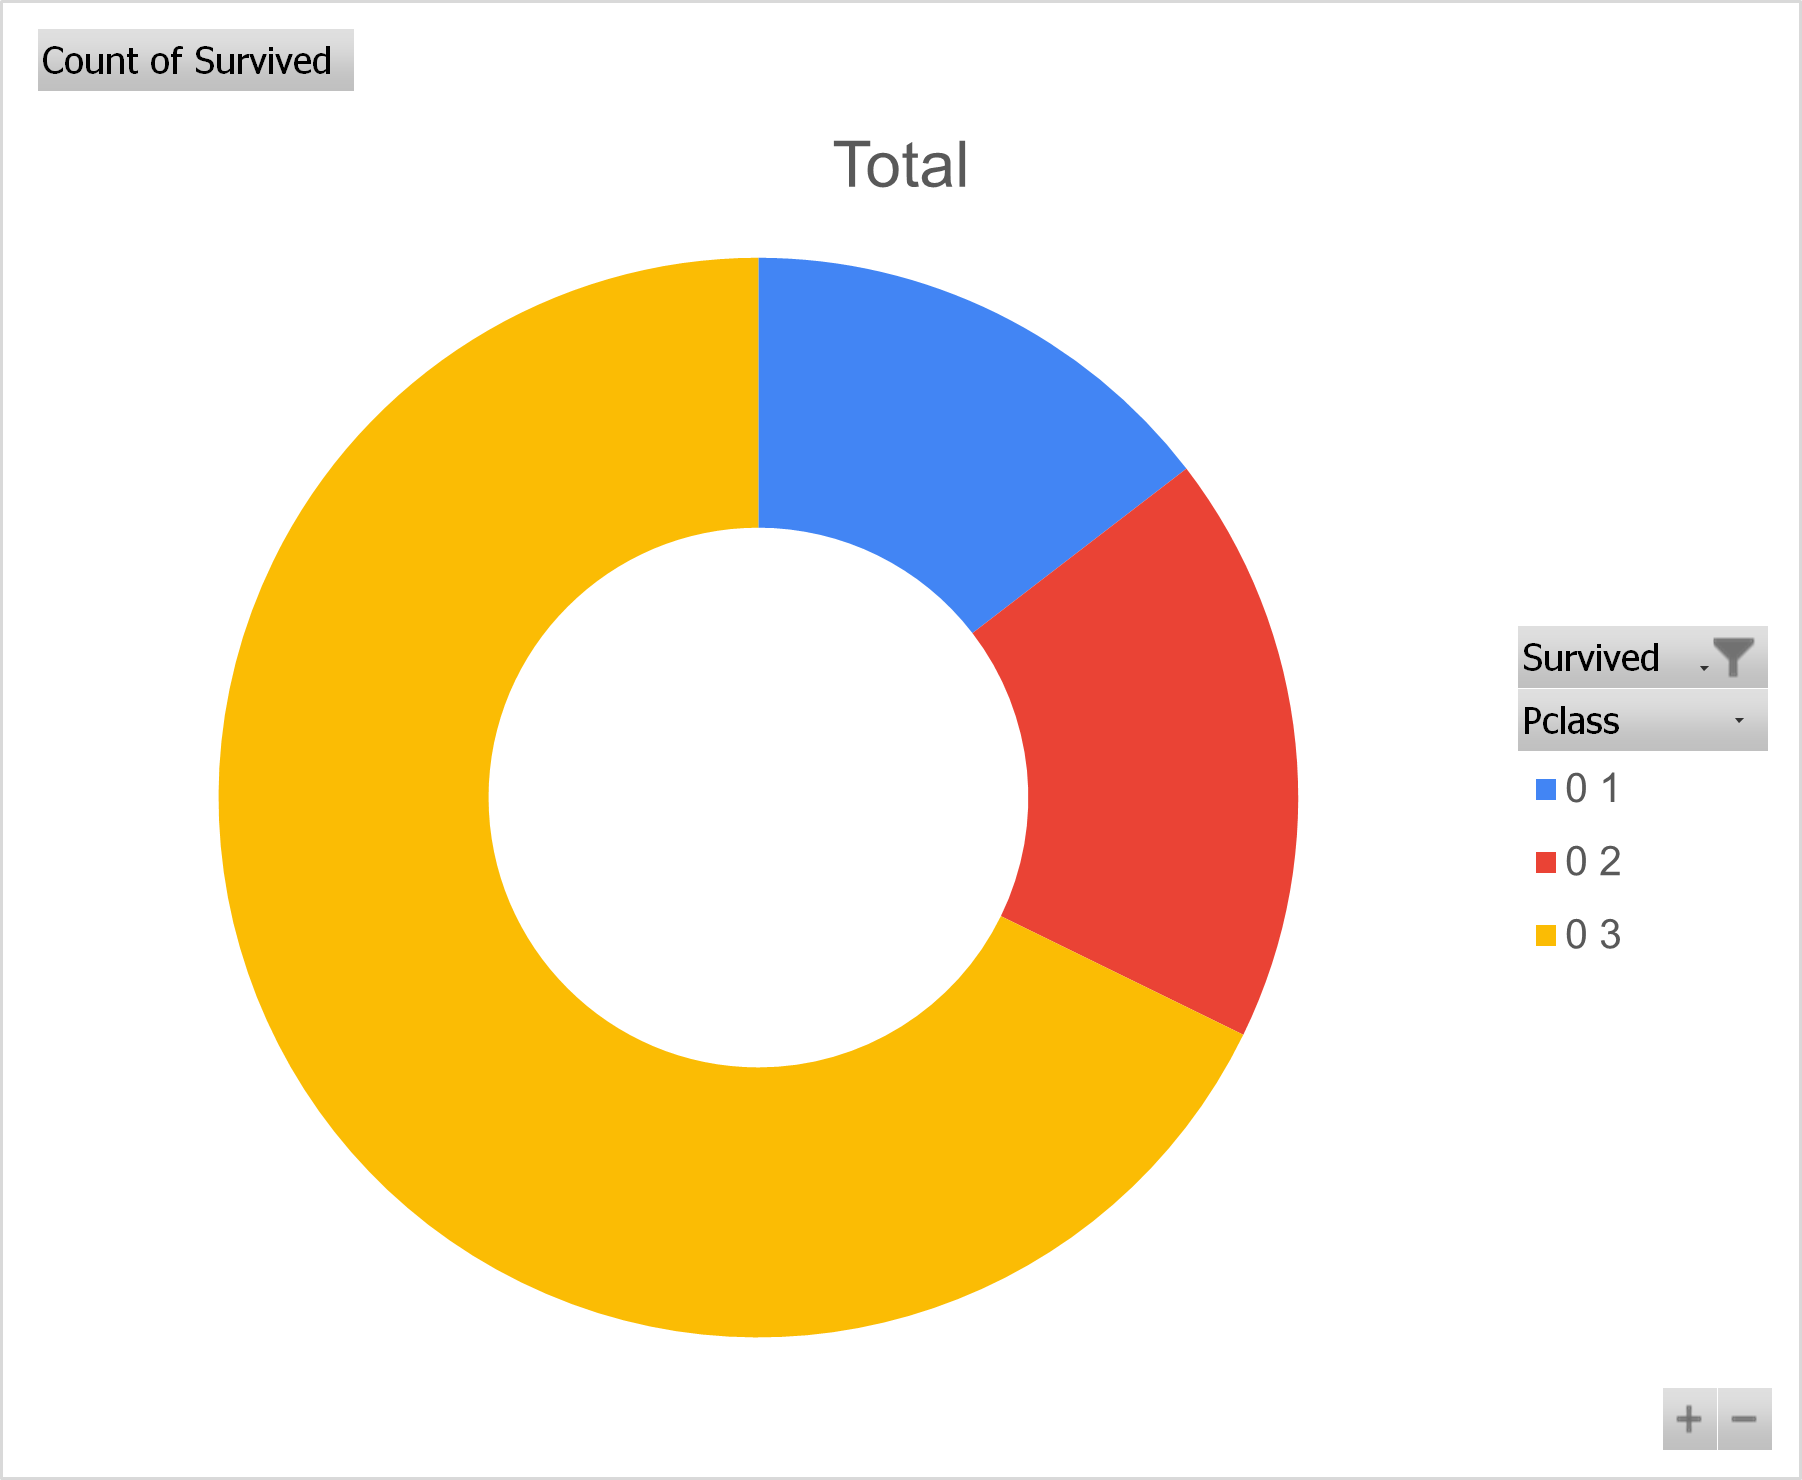 Count of Survived
Total
Survived
Pclass
0 1
0 2
0 3